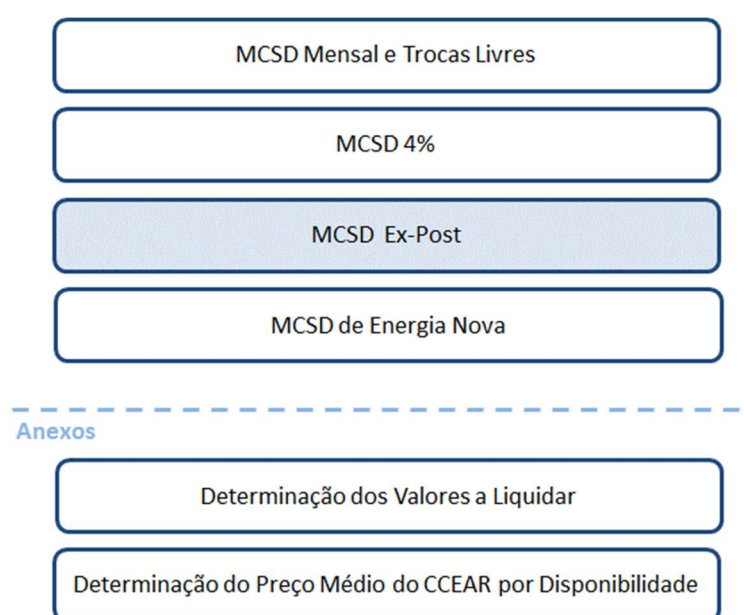 MCSD Mensal e Trocas Livres
MCSD 4%
MCSD Ex-Post
MCSD de Energia Nova
Anexos
Determinação dos Valores a Liquidar
Determinação do Preço Médio do CCEAR por Disponibilidade